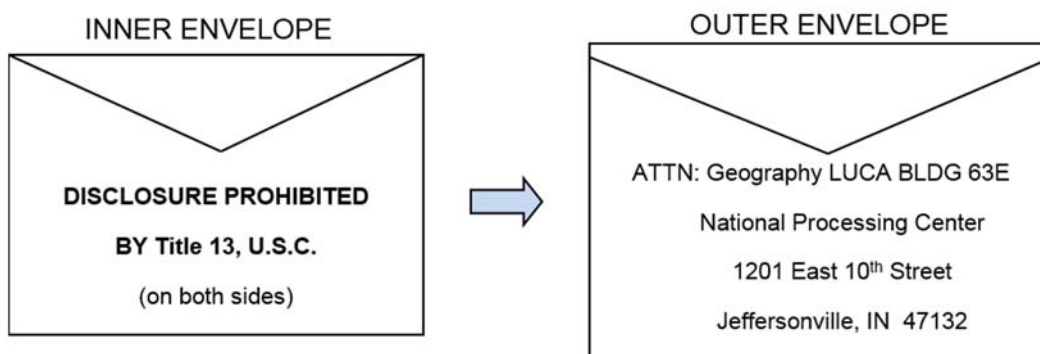 INNER ENVELOPE
DISCLOSURE PROHIBITED
BY Title 13, U.S.C.
(on both sides)
OUTER ENVELOPE
ATTN: Geography LUCA BLDG 63E
National Processing Center
1201 East 10th Street
Jeffersonville, IN 47132